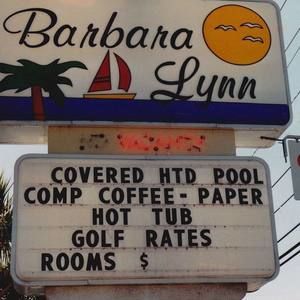 Barbara
Lynn
VACANCY
COVERED HTD POOL
COMP COFFEE- PAPER
HOT TUB
GOLF RATES
ROOMS $